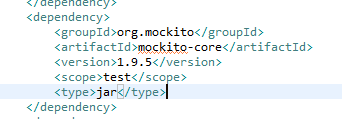 </dependency>
<dependency>
<groupId>org.mockito</groupId>
<artifactId>mockito-core</artifactId>
<version>1.9.5</version>
<scope>test</scope>
<type>jar</type>
</dependency>